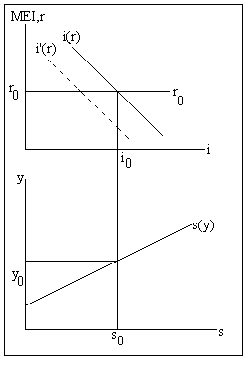 MEI,r
i(r)
i'(r)
r₀ r₀
i₀ i
y
s(y)
y₀
s₀ s